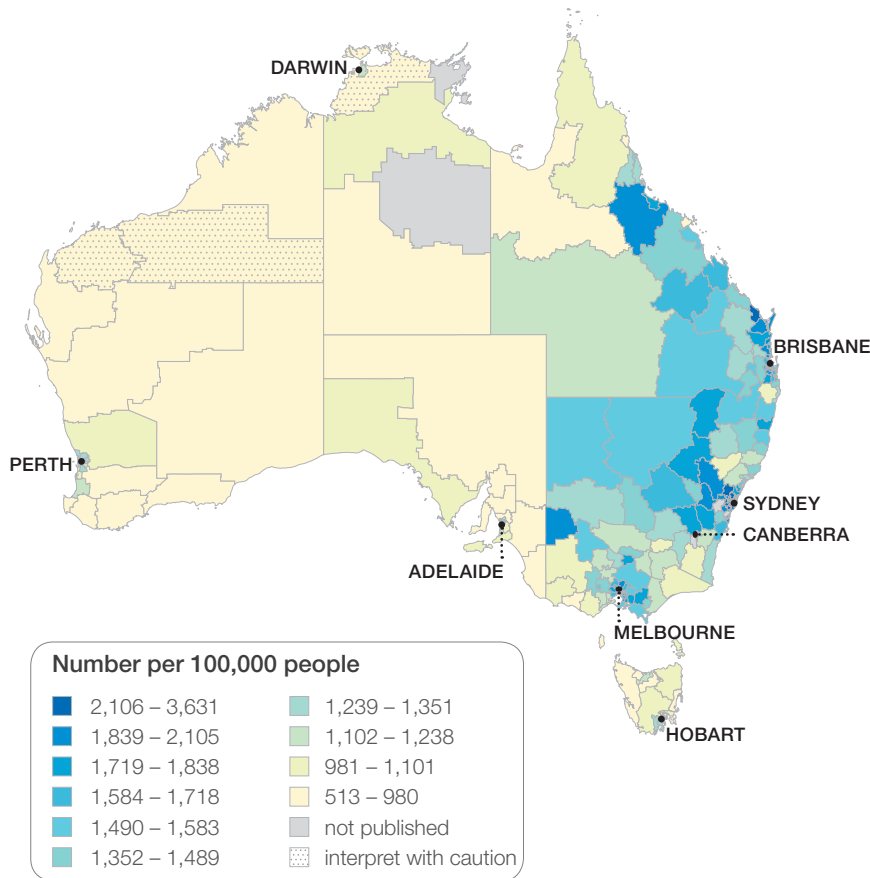 DARWIN
BRISBANE
PERTH
SYDNEY
CANBERRA
ADELAIDE
MELBOURNE
HOBART
Number per 100,000 people
2,106 – 3,631
1,839 – 2,105
1,719 – 1,838
1,584 – 1,718
1,490 – 1,583
1,352 – 1,489
1,239 – 1,351
1,102 – 1,238
981 – 1,101
513 – 980
not published
interpret with caution